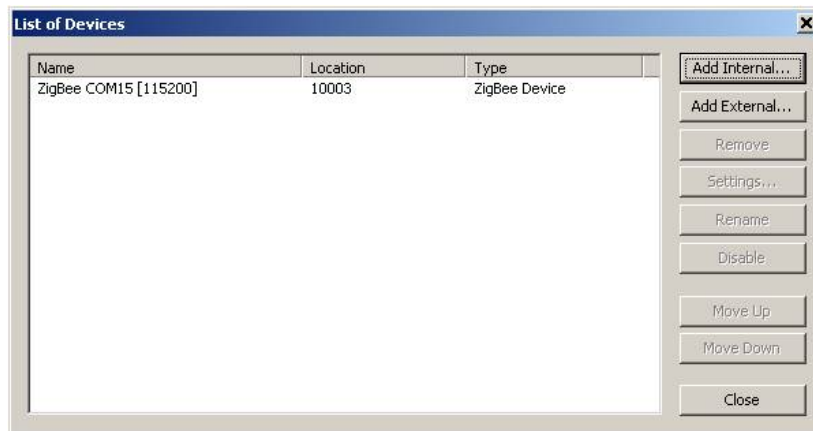 List of Devices
Name Location Type
ZigBee COM15 [115200] 10003 ZigBee Device
Add Internal...
Add External...
Remove
Settings...
Rename
Disable
Move Up
Move Down
Close